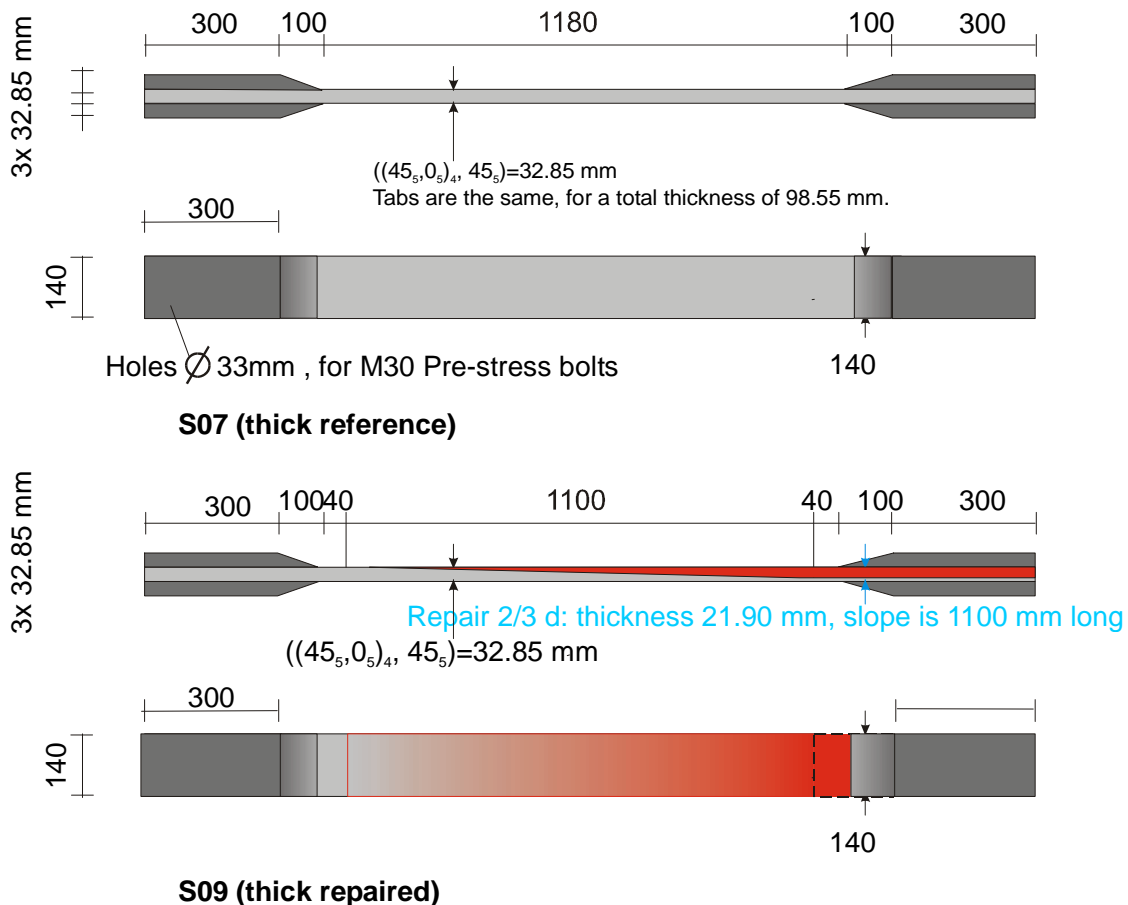 300 100 1180 100 300
3x 32.85 mm
((45₅,0₅)₄, 45₅)=32.85 mm
Tabs are the same, for a total thickness of 98.55 mm.
300
140
Holes ∅ 33mm , for M30 Pre-stress bolts
140
S07 (thick reference)
3x 32.85 mm
300 100 40 1100 40 100 300
Repair 2/3 d: thickness 21.90 mm, slope is 1100 mm long
((45₅,0₅)₄, 45₅)=32.85 mm
300
140
140
S09 (thick repaired)